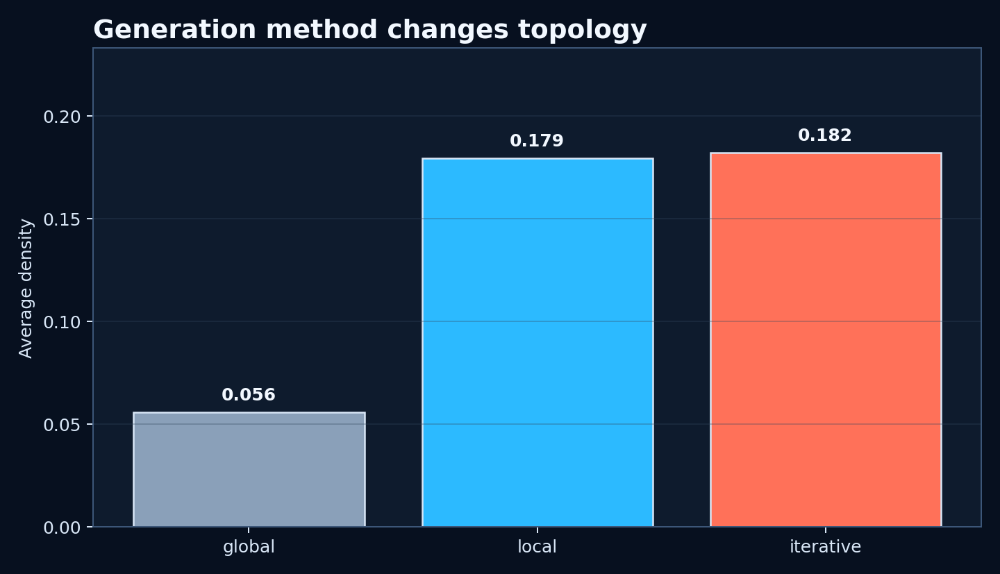 Generation method changes topology
Average density
0.20
0.15
0.10
0.05
0.00
0.056
0.179
0.182
global
local
iterative